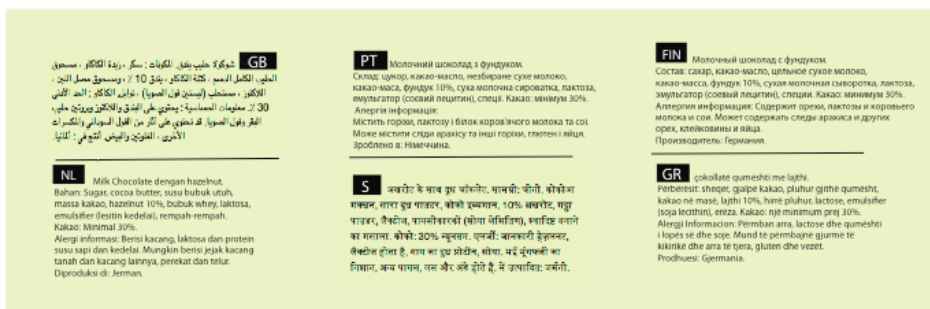 GB شوكولا حليب بندق. المكونات : سكر ، زبدة الكاكاو ، مسحوق
الحليب الكامل الدسم ، كتلة الكاكاو ، بندق 10 ٪ ، ومسحوق مصل اللبن ،
اللاكتوز ، مستحلب (ليسيتين فول الصويا) ، توابل. الكاكاو : الحد الأدنى
30 ٪. معلومات الحساسية : يحتوي على البندق واللاكتوز وبروتين حليب
البقر وفول الصويا. قد تحتوي على آثار من الفول السوداني والمكسرات
الأخرى ، الغلوتين والبيض. أنتج في : ألمانيا.
NL Milk Chocolate dengan hazelnut.
Bahan: Sugar, cocoa butter, susu bubuk utuh,
massa kakao, hazelnut 10%, bubuk whey, laktosa,
emulsifier (lesitin kedelai), rempah-rempah.
Kakao: Minimal 30%.
Alergi informasi: Berisi kacang, laktosa dan protein
susu sapi dan kedelai. Mungkin berisi jejak kacang
tanah dan kacang lainnya, perekat dan telur.
Diproduksi di: Jerman.
PT Молочний шоколад з фундуком.
Склад: цукор, какао-масло, незбиране сухе молоко,
какао-маса, фундук 10%, суха молочна сироватка, лактоза,
емульгатор (соєвий лецитин), спеції. Какао: мінімум 30%.
Алергія інформація:
Містить горіхи, лактозу і білок коров'ячого молока та сої.
Може містити сліди арахісу та інші горіхи, глютен і яйця.
Зроблено в: Німеччина.
S अखरोट के साथ दूध चॉकलेट. सामग्री: चीनी, कोकोआ
मक्खन, सारा दूध पाउडर, कोको द्रव्यमान, 10% अखरोट, मट्ठा
पाउडर, लैक्टोज, पायसीकारकों (सोया लेसितिण), स्वादिष्ट बनाने
का मसाला. कोको: 30% न्यूनतम. एलर्जी: जानकारी हेज़लनट,
लैक्टोज होता है, गाय का दूध प्रोटीन, सोया. मई मूंगफली का
निशान, अन्य पागल, लस और अंडे होते हैं. में उत्पादित: जर्मनी.
FIN Молочный шоколад с фундуком.
Состав: сахар, какао-масло, цельное сухое молоко,
какао-масса, фундук 10%, сухая молочная сыворотка, лактоза,
эмульгатор (соевый лецитин), специи. Какао: минимум 30%.
Аллергия информация: Содержит орехи, лактозы и коровьего
молока и сои. Может содержать следы арахиса и других
орех, клейковины и яйца.
Производитель: Германия.
GR çokollatë qumështi me lajthi.
Përbërësit: sheqer, gjalpë kakao, pluhur gjithë qumësht,
kakao në masë, lajthi 10%, hirrë pluhur, lactose, emulsifier
(soja lecithin), ereza. Kakao: një minimum prej 30%.
Alergji Informacion: Përmban arra, lactose dhe qumështi
i lopës dhe soje. Mund të përmbajnë gjurmë të
kikirikë dhe arra të tjera, gluten dhe vezët.
Prodhuesi: Gjermania.